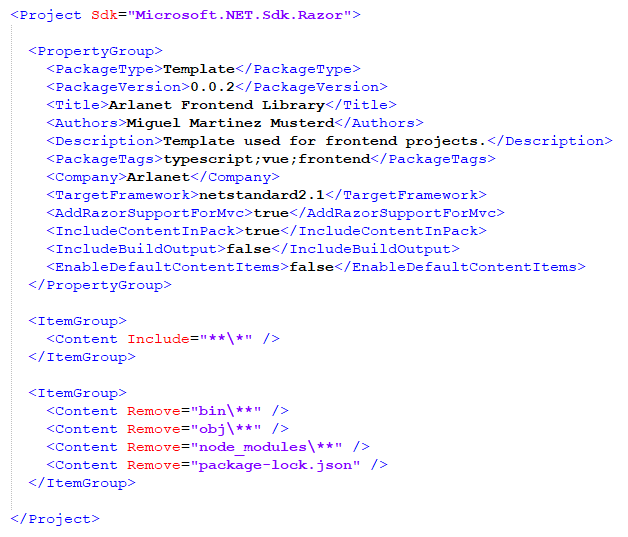 <Project Sdk="Microsoft.NET.Sdk.Razor">
<PropertyGroup>
<PackageType>Template</PackageType>
<PackageVersion>0.0.2</PackageVersion>
<Title>Arlanet Frontend Library</Title>
<Authors>Miguel Martinez Musterd</Authors>
<Description>Template used for frontend projects.</Description>
<PackageTags>typescript;vue;frontend</PackageTags>
<Company>Arlanet</Company>
<TargetFramework>netstandard2.1</TargetFramework>
<AddRazorSupportForMvc>true</AddRazorSupportForMvc>
<IncludeContentInPack>true</IncludeContentInPack>
<IncludeBuildOutput>false</IncludeBuildOutput>
<EnableDefaultContentItems>false</EnableDefaultContentItems>
</PropertyGroup>
<ItemGroup>
<Content Include="**\*" />
</ItemGroup>
<ItemGroup>
<Content Remove="bin\**" />
<Content Remove="obj\**" />
<Content Remove="node_modules\**" />
<Content Remove="package-lock.json" />
</ItemGroup>
</Project>